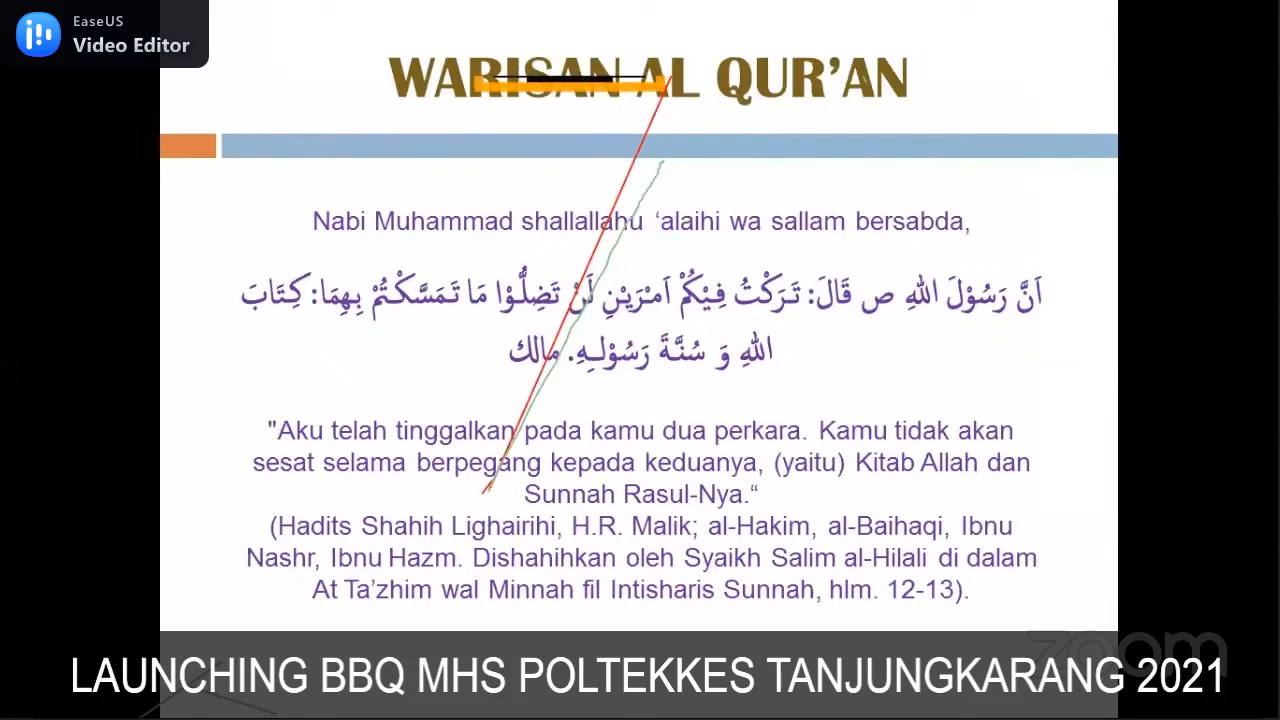 EaseUS
Video Editor
WARISAN AL QUR’AN
Nabi Muhammad shallallahu ‘alaihi wa sallam bersabda,
اَنَّ رَسُوْلَ اللهِ ص قَالَ: تَرَكْتُ فِيْكُمْ اَمْرَيْنِ لَنْ تَضِلُّوْا مَا تَمَسَّكْتُمْ بِهِمَا: كِتَابَ
اللهِ وَ سُنَّةَ رَسُوْلِهِ. مالك
"Aku telah tinggalkan pada kamu dua perkara. Kamu tidak akan
sesat selama berpegang kepada keduanya, (yaitu) Kitab Allah dan
Sunnah Rasul-Nya.“
(Hadits Shahih Lighairihi, H.R. Malik; al-Hakim, al-Baihaqi, Ibnu
Nashr, Ibnu Hazm. Dishahihkan oleh Syaikh Salim al-Hilali di dalam
At Ta’zhim wal Minnah fil Intisharis Sunnah, hlm. 12-13).
zoom
LAUNCHING BBQ MHS POLTEKKES TANJUNGKARANG 2021